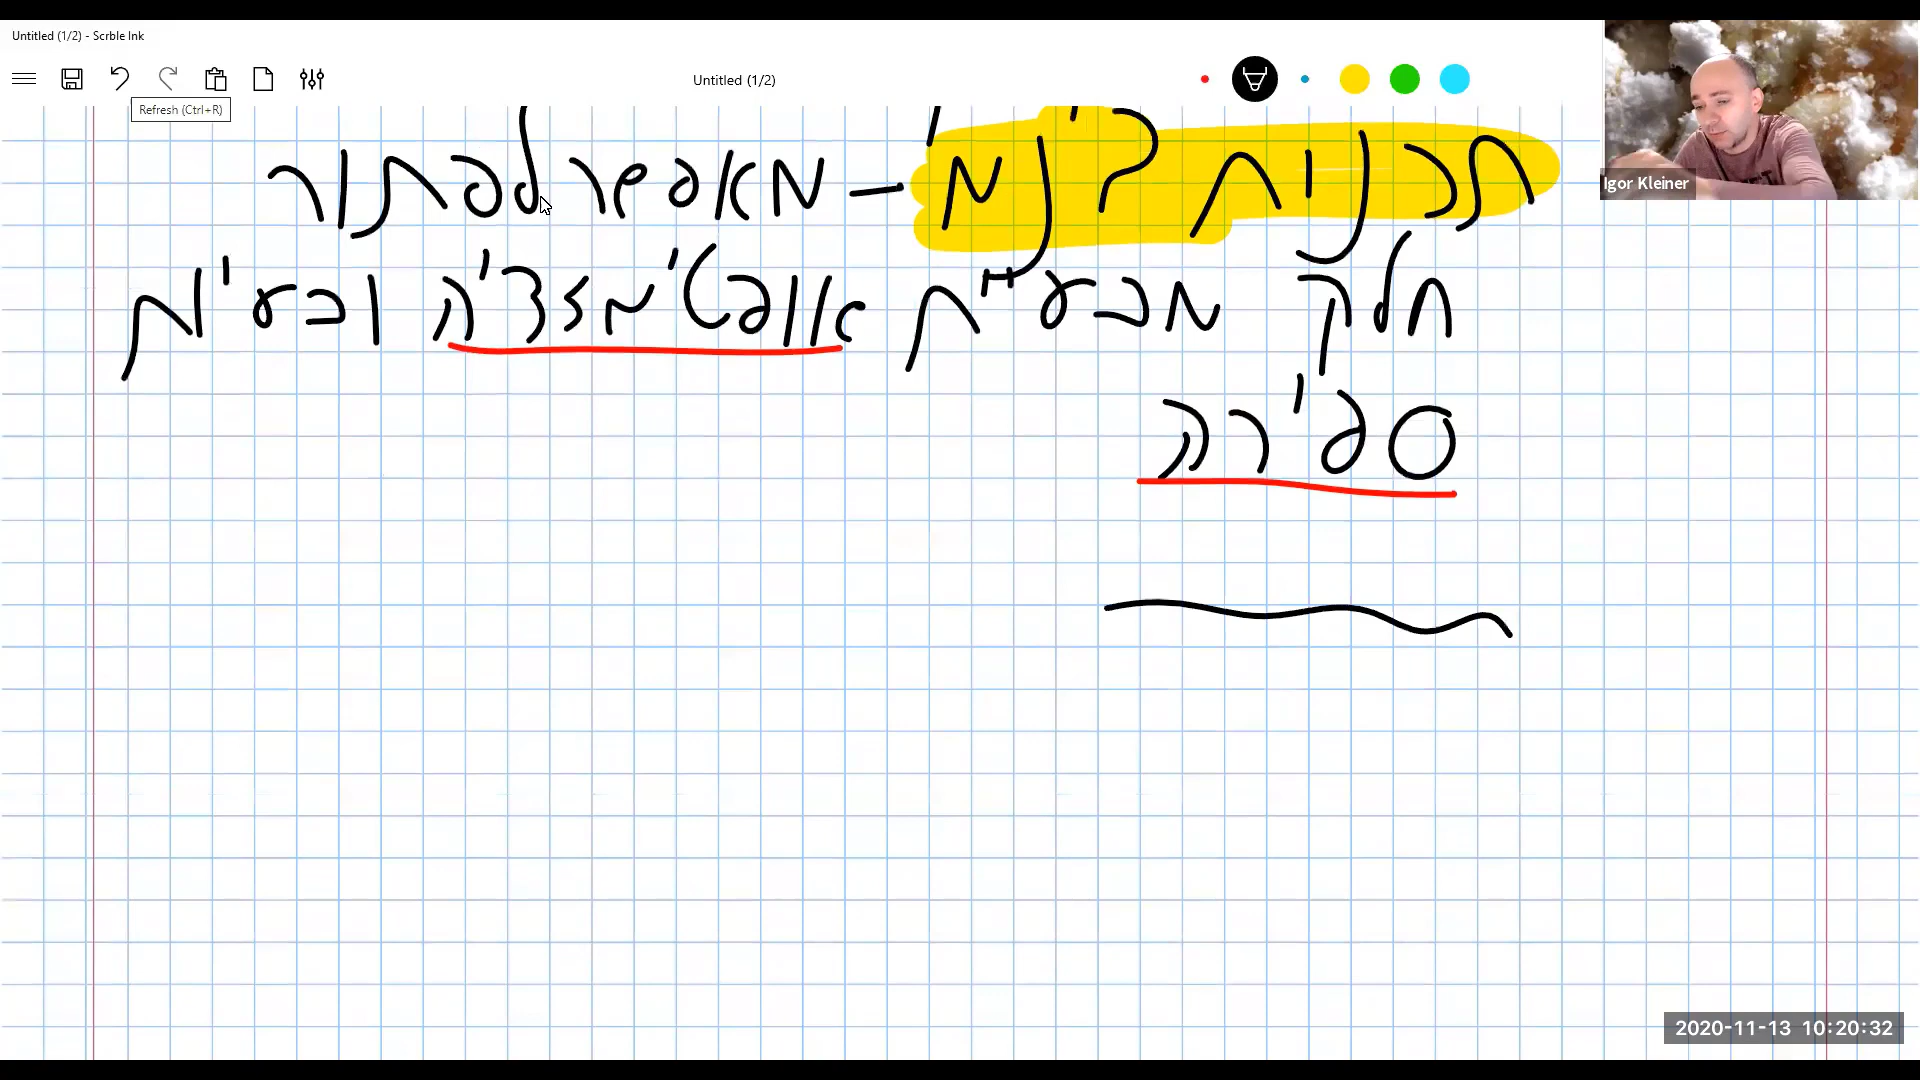 Untitled (1/2) - Scrble Ink
Untitled (1/2)
Refresh (Ctrl+R)
Igor Kleiner
תכנות דינמי – מאפשר לפתור
חלק מבעיות אופטימיזציה ובעיות
ספירה
2020-11-13 10:20:32